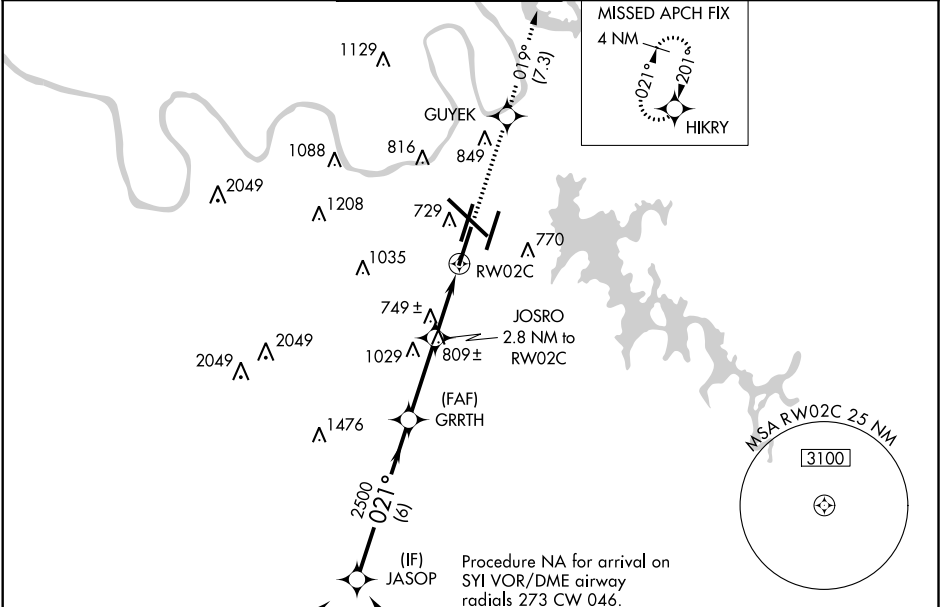 MISSED APCH FIX
4 NM
021°
201°
HIKRY
1129
019°
(7.3)
GUYEK
1088
816
849
2049
1208
729
770
1035
RW02C
749 ±
JOSRO
2.8 NM to
RW02C
1029
809 ±
2049
2049
(FAF)
GRRTH
1476
MSA RW02C 25 NM
3100
2500
021°
(6)
(IF)
JASOP
Procedure NA for arrival on
SYI VOR/DME airway
radials 273 CW 046.